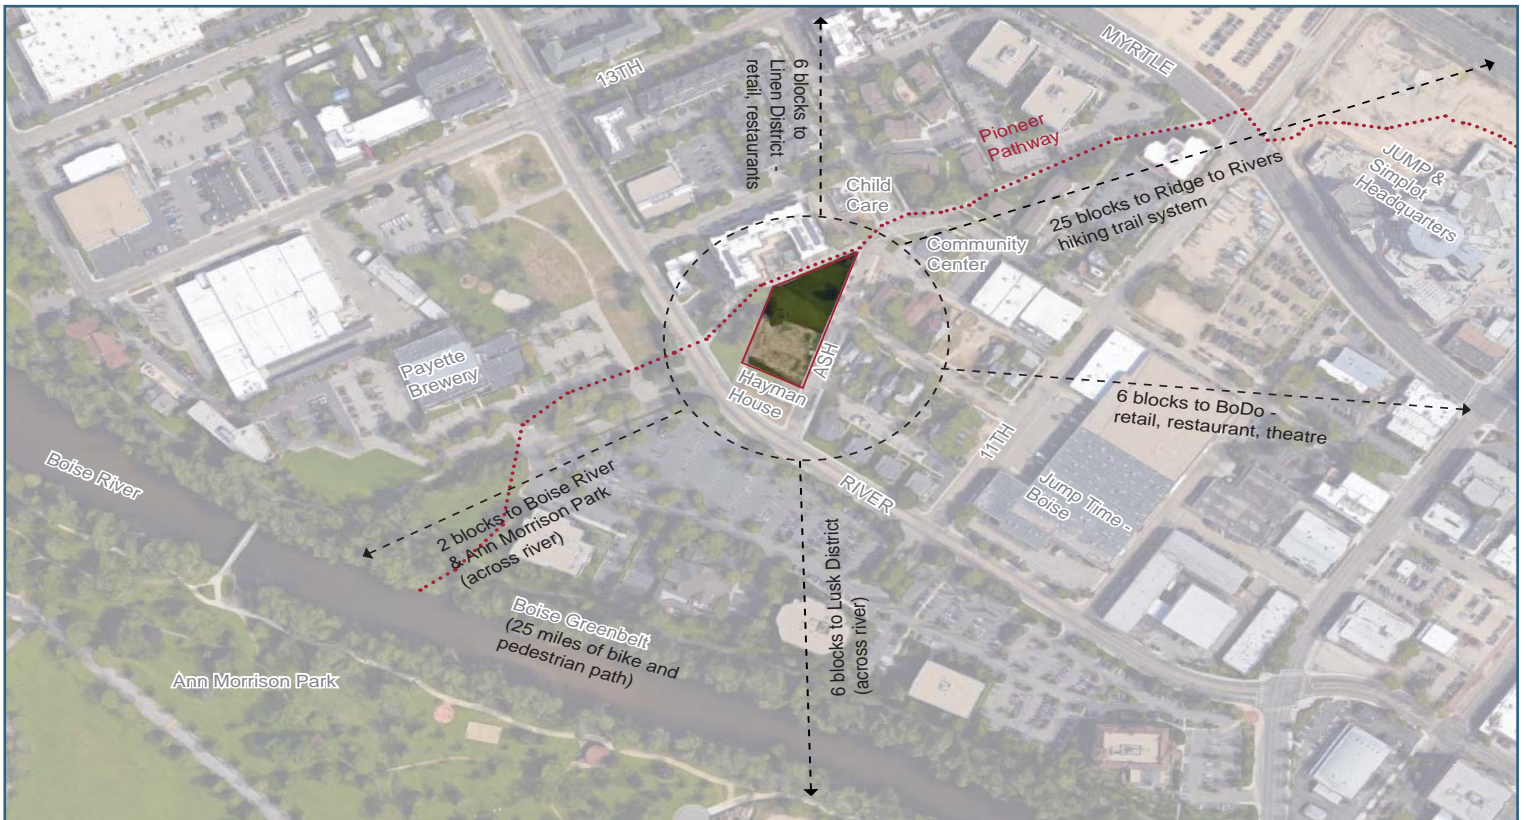 13TH
6 blocks to
Linen District -
retail, restaurants
MYRTLE
Pioneer
Pathway
JUMP &
Simplot
Headquarters
Child
Care
25 blocks to Ridge to Rivers
hiking trail system
Community
Center
Payette
Brewery
Hayman
House
ASH
6 blocks to BoDo -
retail, restaurant, theatre
11TH
RIVER
Jump Time -
Boise
Boise River
2 blocks to Boise River
& Ann Morrison Park
(across river)
6 blocks to Lusk District
(across river)
Boise Greenbelt
(25 miles of bike and
pedestrian path)
Ann Morrison Park